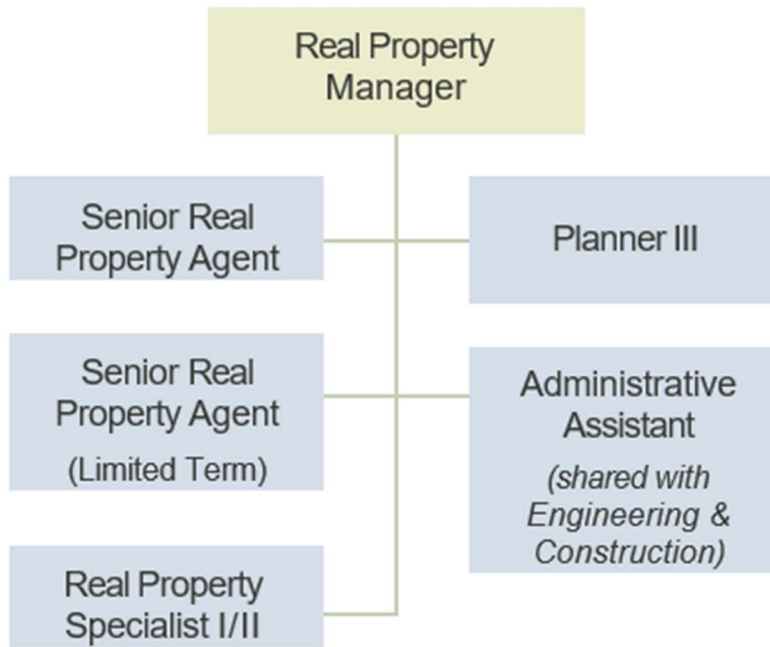 Real Property
Manager
Senior Real
Property Agent
Planner III
Senior Real
Property Agent
(Limited Term)
Administrative
Assistant
(shared with
Engineering &
Construction)
Real Property
Specialist I/II